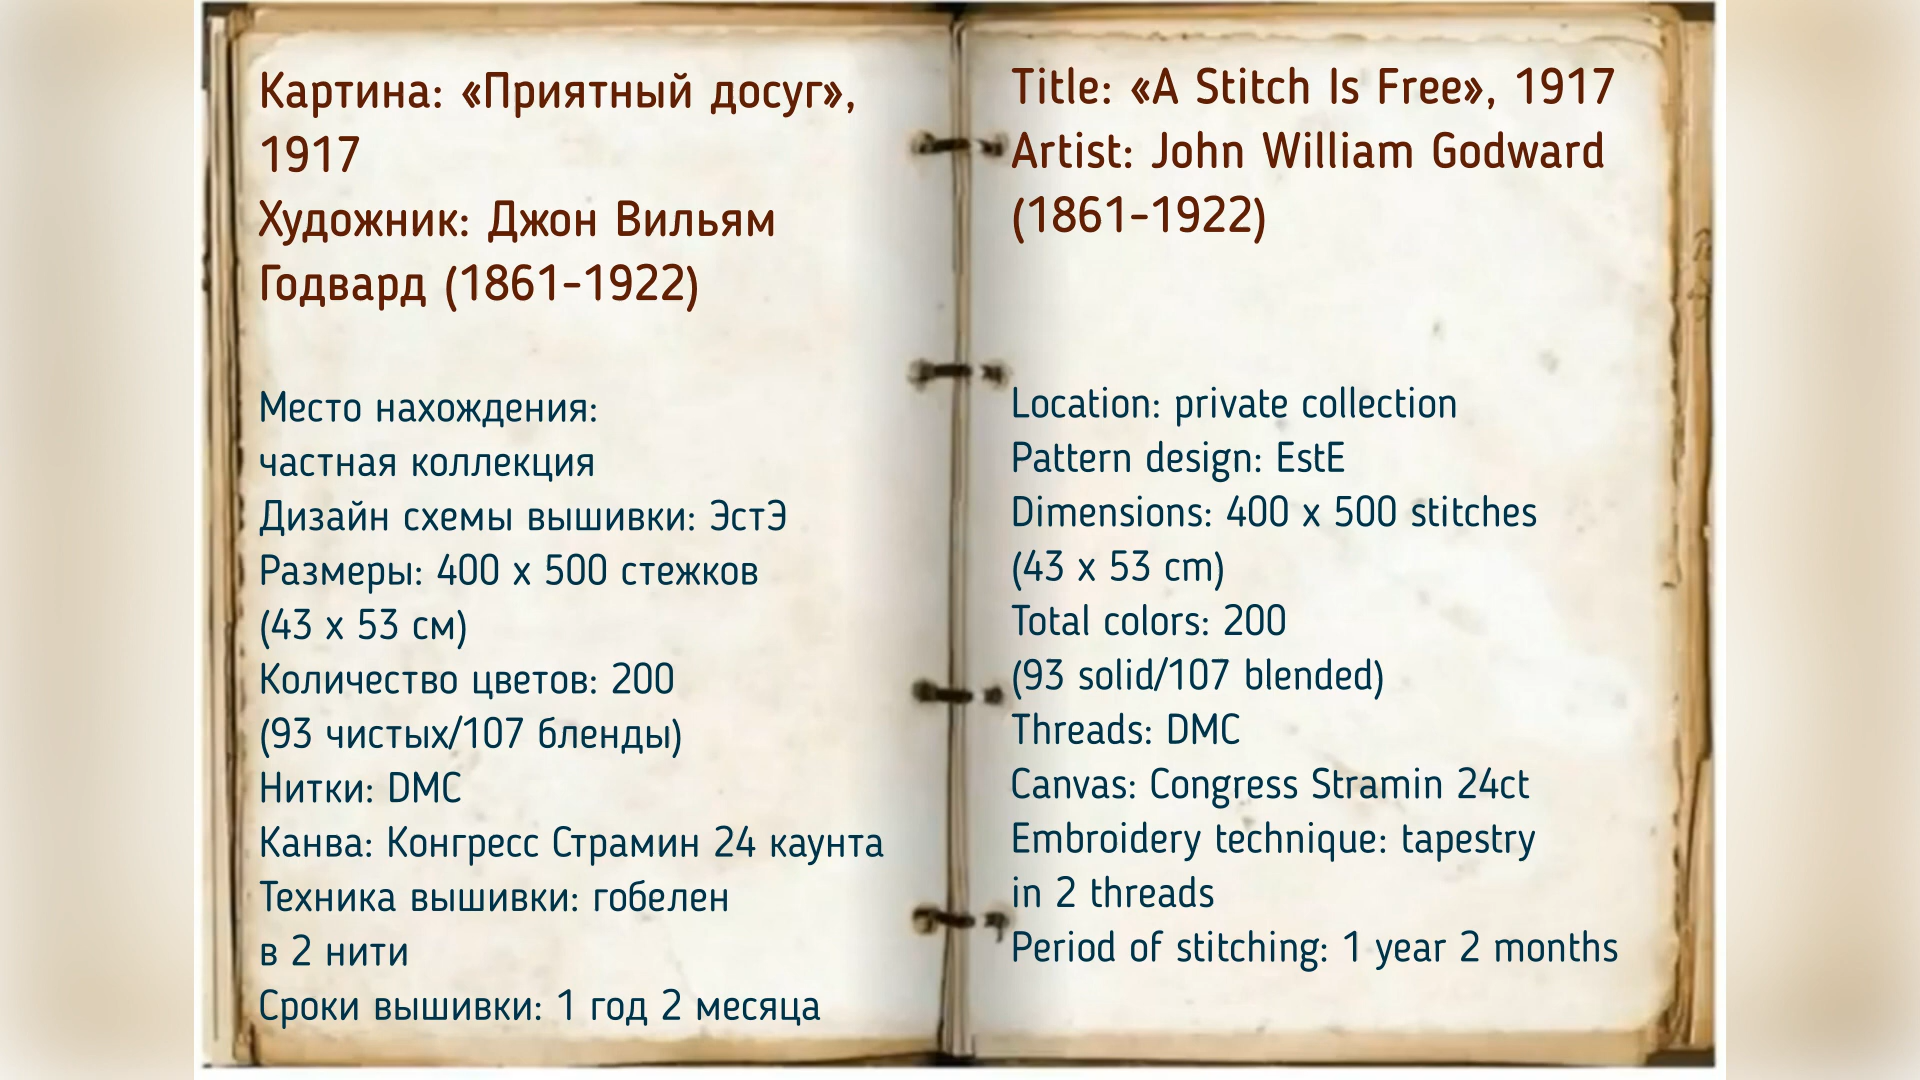 Картина: «Приятный досуг»,
1917
Художник: Джон Вильям
Годвард (1861-1922)
Место нахождения:
частная коллекция
Дизайн схемы вышивки: ЭстЭ
Размеры: 400 х 500 стежков
(43 х 53 см)
Количество цветов: 200
(93 чистых/107 бленды)
Нитки: DMC
Канва: Конгресс Страмин 24 каунта
Техника вышивки: гобелен
в 2 нити
Сроки вышивки: 1 год 2 месяца
Title: «A Stitch Is Free», 1917
Artist: John William Godward
(1861-1922)
Location: private collection
Pattern design: EstE
Dimensions: 400 x 500 stitches
(43 x 53 cm)
Total colors: 200
(93 solid/107 blended)
Threads: DMC
Canvas: Congress Stramin 24ct
Embroidery technique: tapestry
in 2 threads
Period of stitching: 1 year 2 months